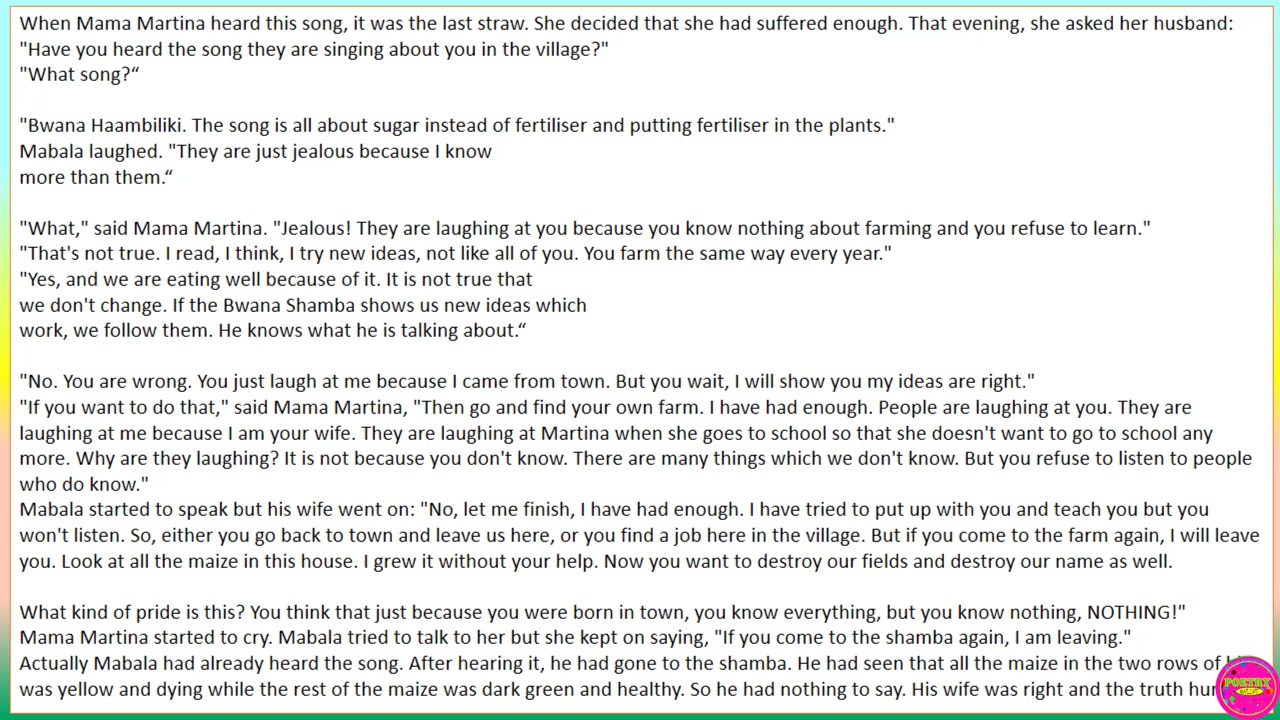 When Mama Martina heard this song, it was the last straw. She decided that she had suffered enough. That evening, she asked her husband:
"Have you heard the song they are singing about you in the village?"
"What song?“
"Bwana Haambiliki. The song is all about sugar instead of fertiliser and putting fertiliser in the plants."
Mabala laughed. "They are just jealous because I know
more than them.“
"What," said Mama Martina. "Jealous! They are laughing at you because you know nothing about farming and you refuse to learn."
"That's not true. I read, I think, I try new ideas, not like all of you. You farm the same way every year."
"Yes, and we are eating well because of it. It is not true that
we don't change. If the Bwana Shamba shows us new ideas which
work, we follow them. He knows what he is talking about.“
"No. You are wrong. You just laugh at me because I came from town. But you wait, I will show you my ideas are right."
"If you want to do that," said Mama Martina, "Then go and find your own farm. I have had enough. People are laughing at you. They are
laughing at me because I am your wife. They are laughing at Martina when she goes to school so that she doesn't want to go to school any
more. Why are they laughing? It is not because you don't know. There are many things which we don't know. But you refuse to listen to people
who do know."
Mabala started to speak but his wife went on: "No, let me finish, I have had enough. I have tried to put up with you and teach you but you
won't listen. So, either you go back to town and leave us here, or you find a job here in the village. But if you come to the farm again, I will leave
you. Look at all the maize in this house. I grew it without your help. Now you want to destroy our fields and destroy our name as well.
What kind of pride is this? You think that just because you were born in town, you know everything, but you know nothing, NOTHING!"
Mama Martina started to cry. Mabala tried to talk to her but she kept on saying, "If you come to the shamba again, I am leaving."
Actually Mabala had already heard the song. After hearing it, he had gone to the shamba. He had seen that all the maize in the two rows of
was yellow and dying while the rest of the maize was dark green and healthy. So he had nothing to say. His wife was right and the truth
POETRY